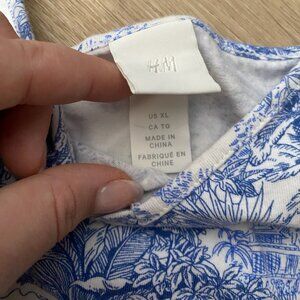 H&M
US XL
CA TG
MADE IN
CHINA
FABRIQUÉ EN
CHINE